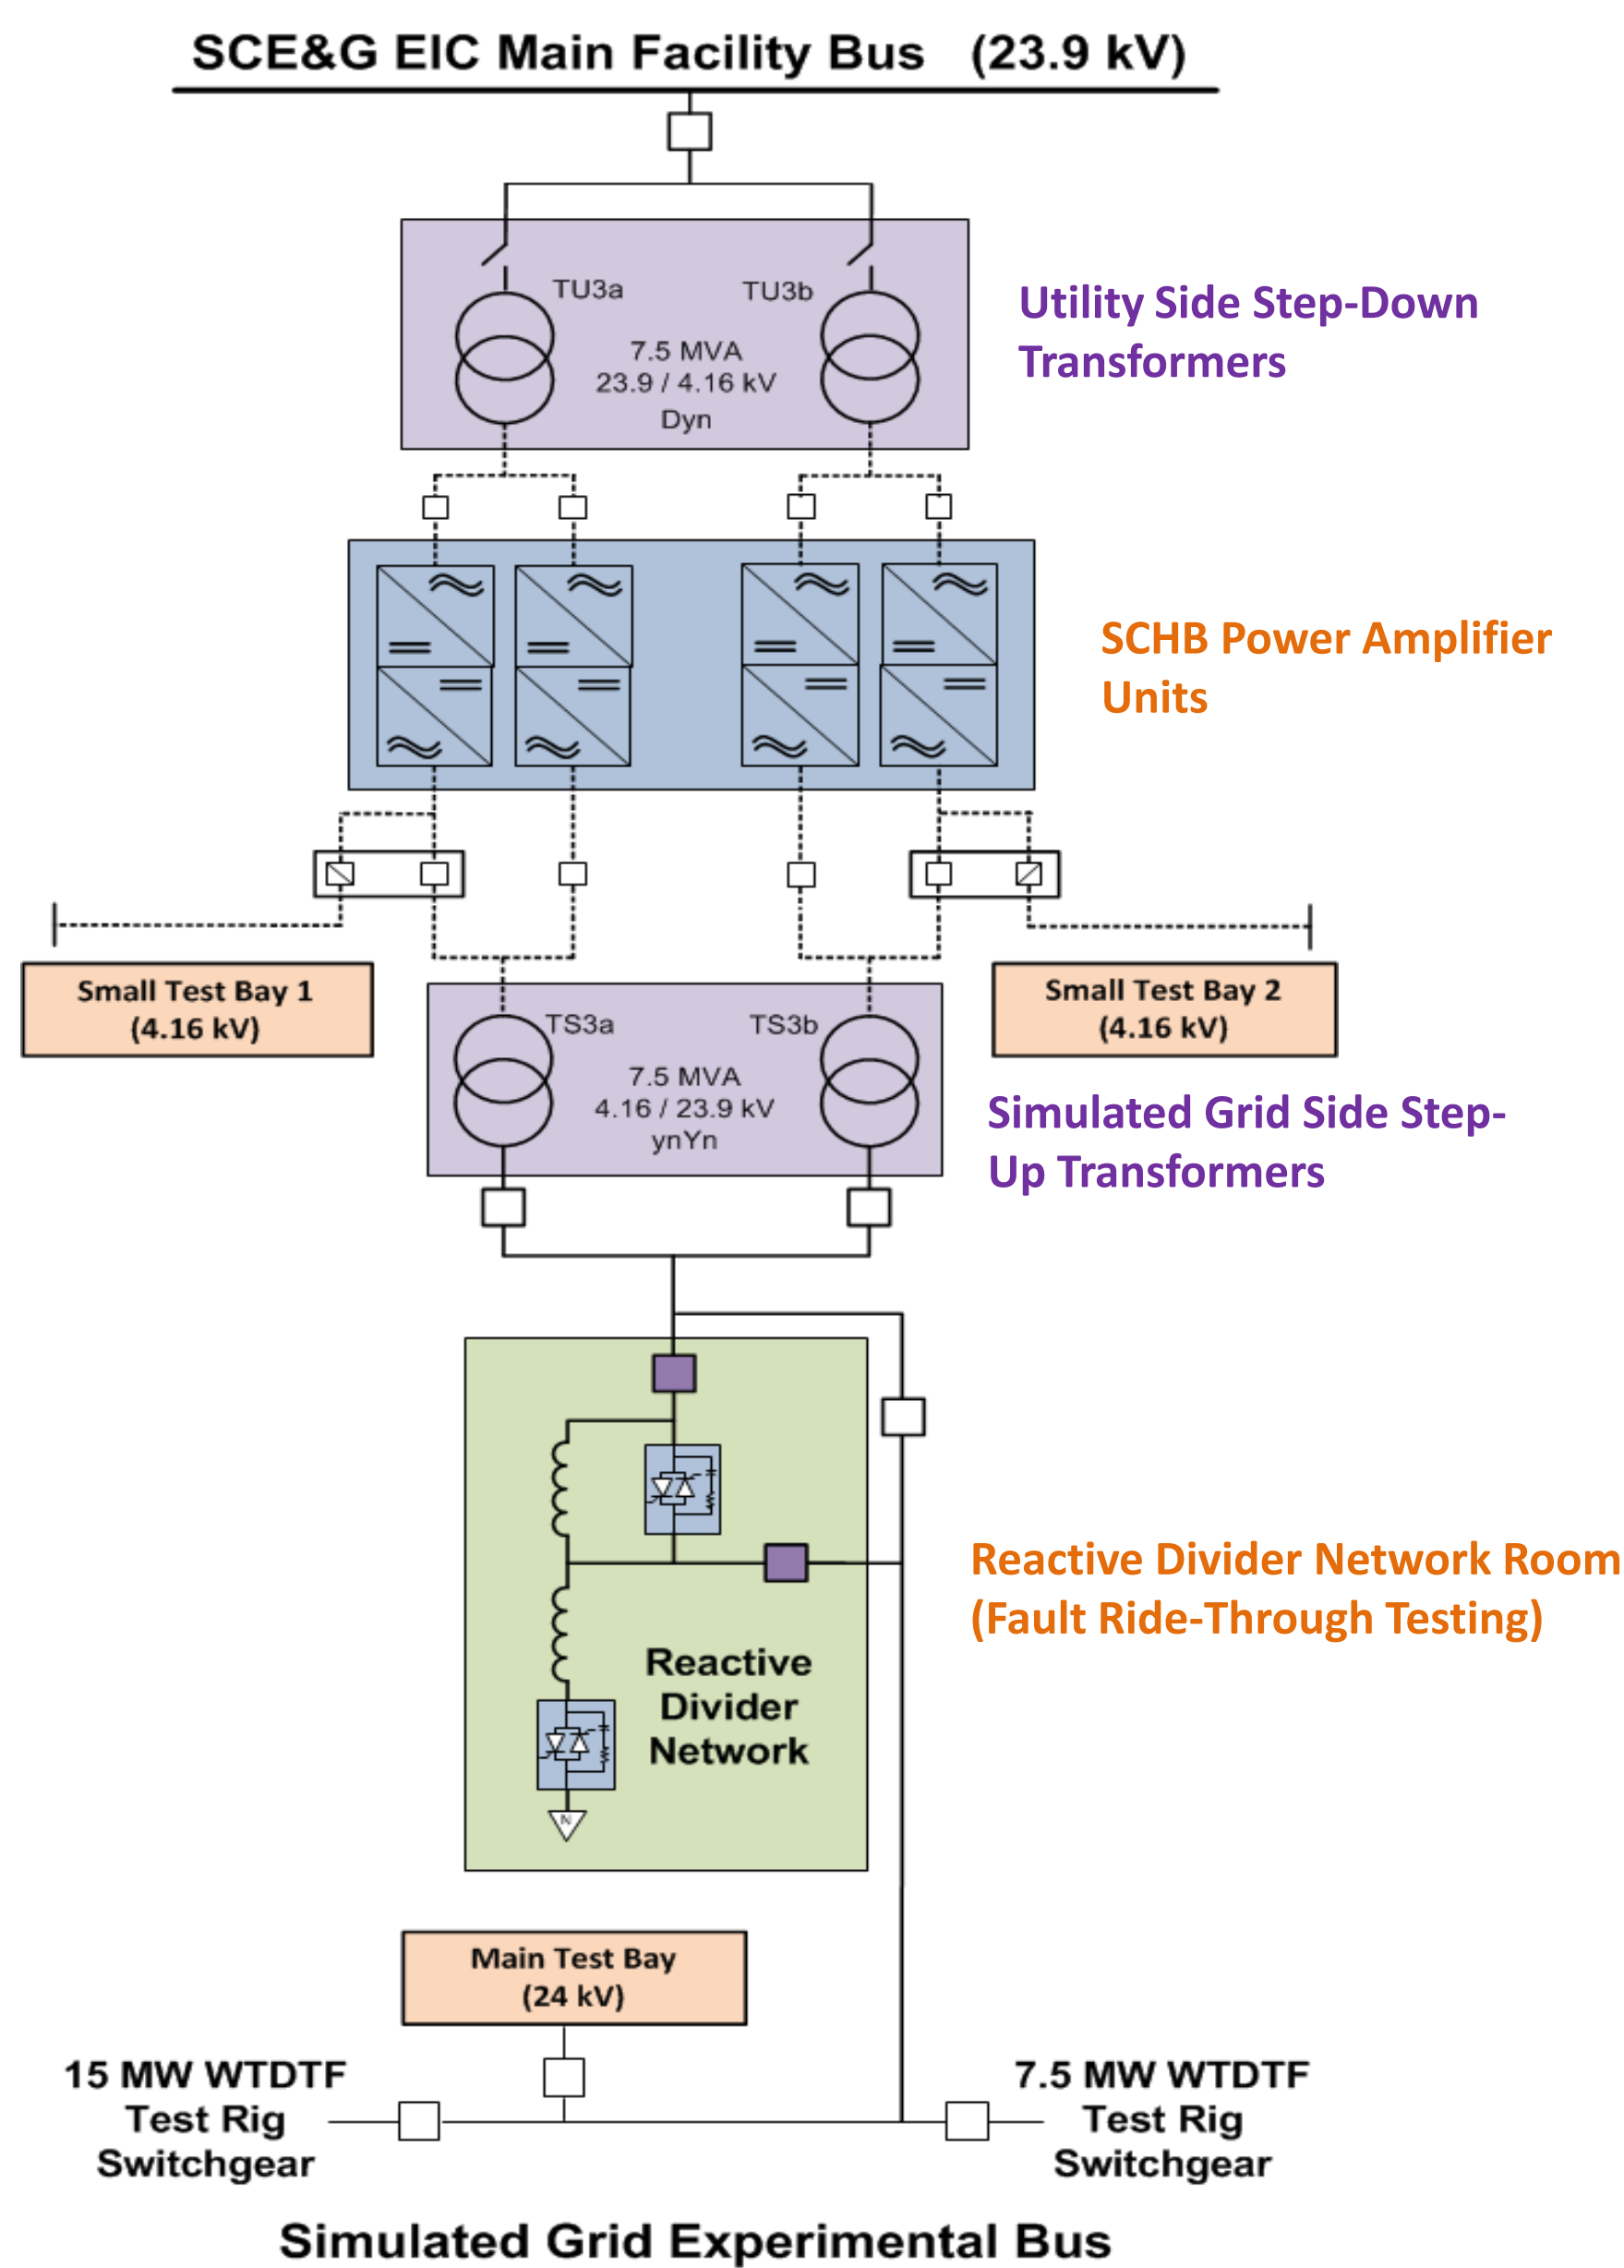 SCE&G EIC Main Facility Bus (23.9 kV)
TU3a
TU3b
7.5 MVA
23.9 / 4.16 kV
Dyn
Utility Side Step-Down
Transformers
SCHB Power Amplifier
Units
Small Test Bay 1
(4.16 kV)
Small Test Bay 2
(4.16 kV)
TS3a
TS3b
7.5 MVA
4.16 / 23.9 kV
ynYn
Simulated Grid Side Step-
Up Transformers
Reactive Divider Network Room
(Fault Ride-Through Testing)
Reactive
Divider
Network
N
Main Test Bay
(24 kV)
15 MW WTDTF
Test Rig
Switchgear
7.5 MW WTDTF
Test Rig
Switchgear
Simulated Grid Experimental Bus